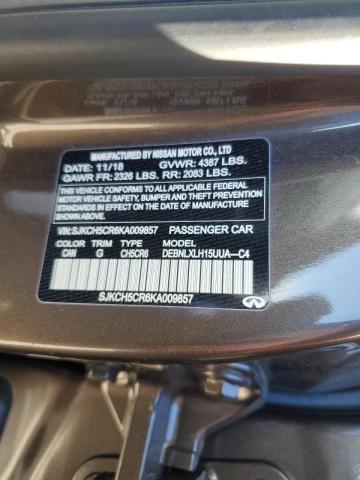 MANUFACTURED BY NISSAN MOTOR CO., LTD
DATE: 11/18 GVWR: 4387 LBS.
GAWR FR: 2326 LBS. RR: 2083 LBS.
THIS VEHICLE CONFORMS TO ALL APPLICABLE
FEDERAL MOTOR VEHICLE SAFETY, BUMPER,
AND THEFT PREVENTION STANDARDS IN EFFECT
ON THE DATE OF MANUFACTURE SHOWN ABOVE.
VIN:SJKCH5CR6KA009857 PASSENGER CAR
COLOR TRIM TYPE MODEL
CAN G CH5CR6 DEBNLXLH15UUA-C4
SJKCH5CR6KA009857